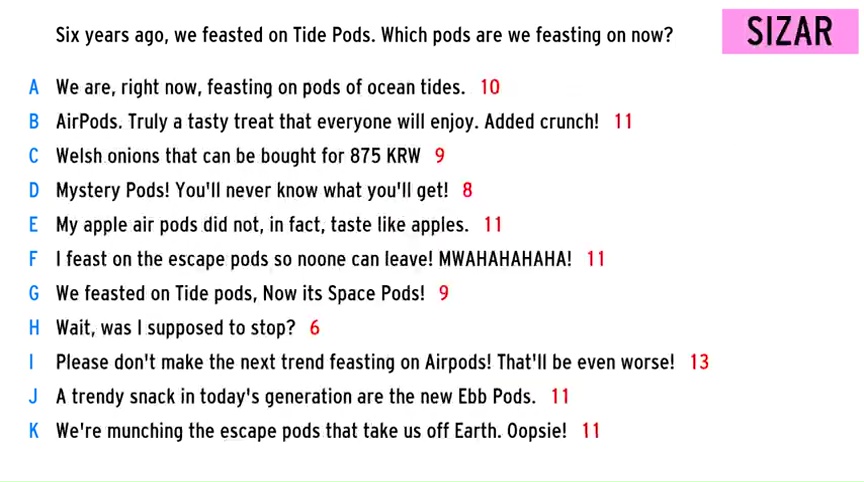 Six years ago, we feasted on Tide Pods. Which pods are we feasting on now?
SIZAR
A We are, right now, feasting on pods of ocean tides. 10
B AirPods. Truly a tasty treat that everyone will enjoy. Added crunch! 11
C Welsh onions that can be bought for 875 KRW 9
D Mystery Pods! You'll never know what you'll get! 8
E My apple air pods did not, in fact, taste like apples. 11
F I feast on the escape pods so noone can leave! MWAHAHAHAHA! 11
G We feasted on Tide pods, Now its Space Pods! 9
H Wait, was I supposed to stop? 6
I Please don't make the next trend feasting on Airpods! That'll be even worse! 13
J A trendy snack in today's generation are the new Ebb Pods. 11
K We're munching the escape pods that take us off Earth. Oopsie! 11